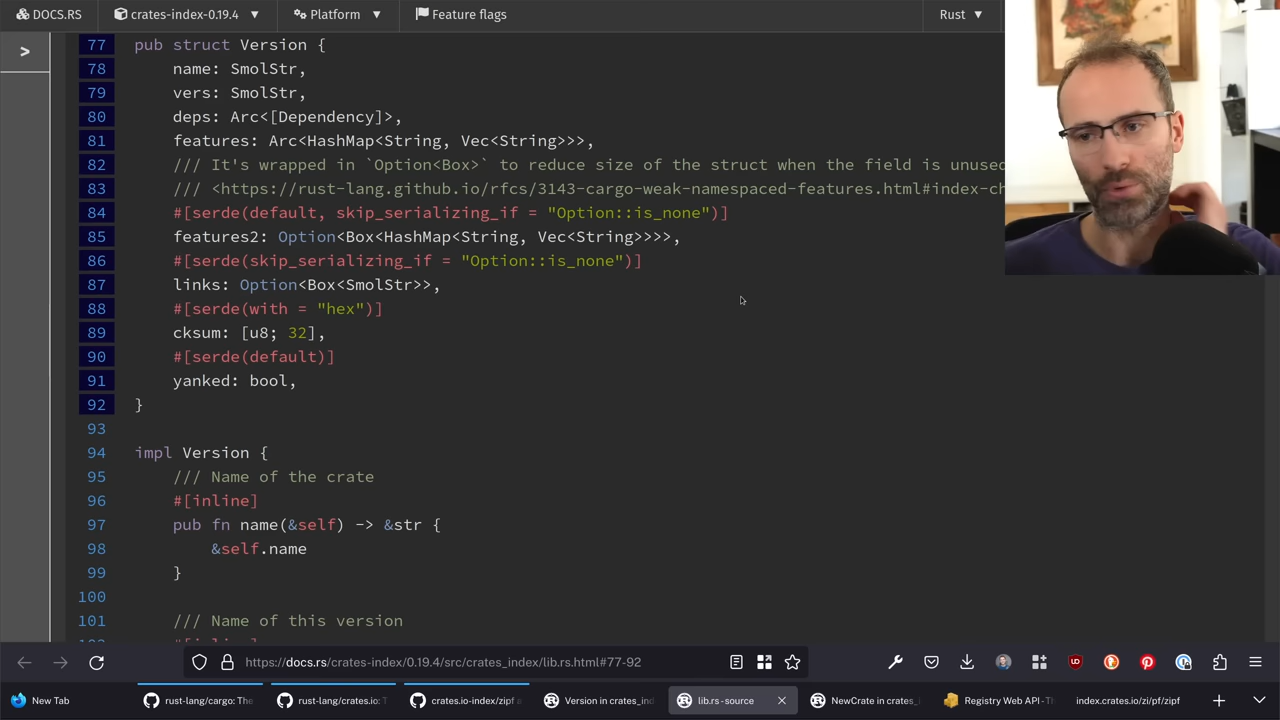 DOCS.RS crates-index-0.19.4 Platform Feature flags Rust
>
77 pub struct Version {
78 name: SmolStr,
79 vers: SmolStr,
80 deps: Arc<[Dependency]>,
81 features: Arc<HashMap<String, Vec<String>>>,
82 /// It's wrapped in `Option<Box>` to reduce size of the struct when the field is unused
83 /// <https://rust-lang.github.io/rfcs/3143-cargo-weak-namespaced-features.html#index-ch
84 #[serde(default, skip_serializing_if = "Option::is_none")]
85 features2: Option<Box<HashMap<String, Vec<String>>>>,
86 #[serde(skip_serializing_if = "Option::is_none")]
87 links: Option<Box<SmolStr>>,
88 #[serde(with = "hex")]
89 cksum: [u8; 32],
90 #[serde(default)]
91 yanked: bool,
92 }
93
94 impl Version {
95 /// Name of the crate
96 #[inline]
97 pub fn name(&self) -> &str {
98 &self.name
99 }
100
101 /// Name of this version
https://docs.rs/crates-index/0.19.4/src/crates_index/lib.rs.html#77-92
New Tab rust-lang/cargo: The rust-lang/crates.io: T crates.io-index/zipf a Version in crates_ind lib.rs - source NewCrate in crates_ Registry Web API - Th index.crates.io/zi/pf/zipf